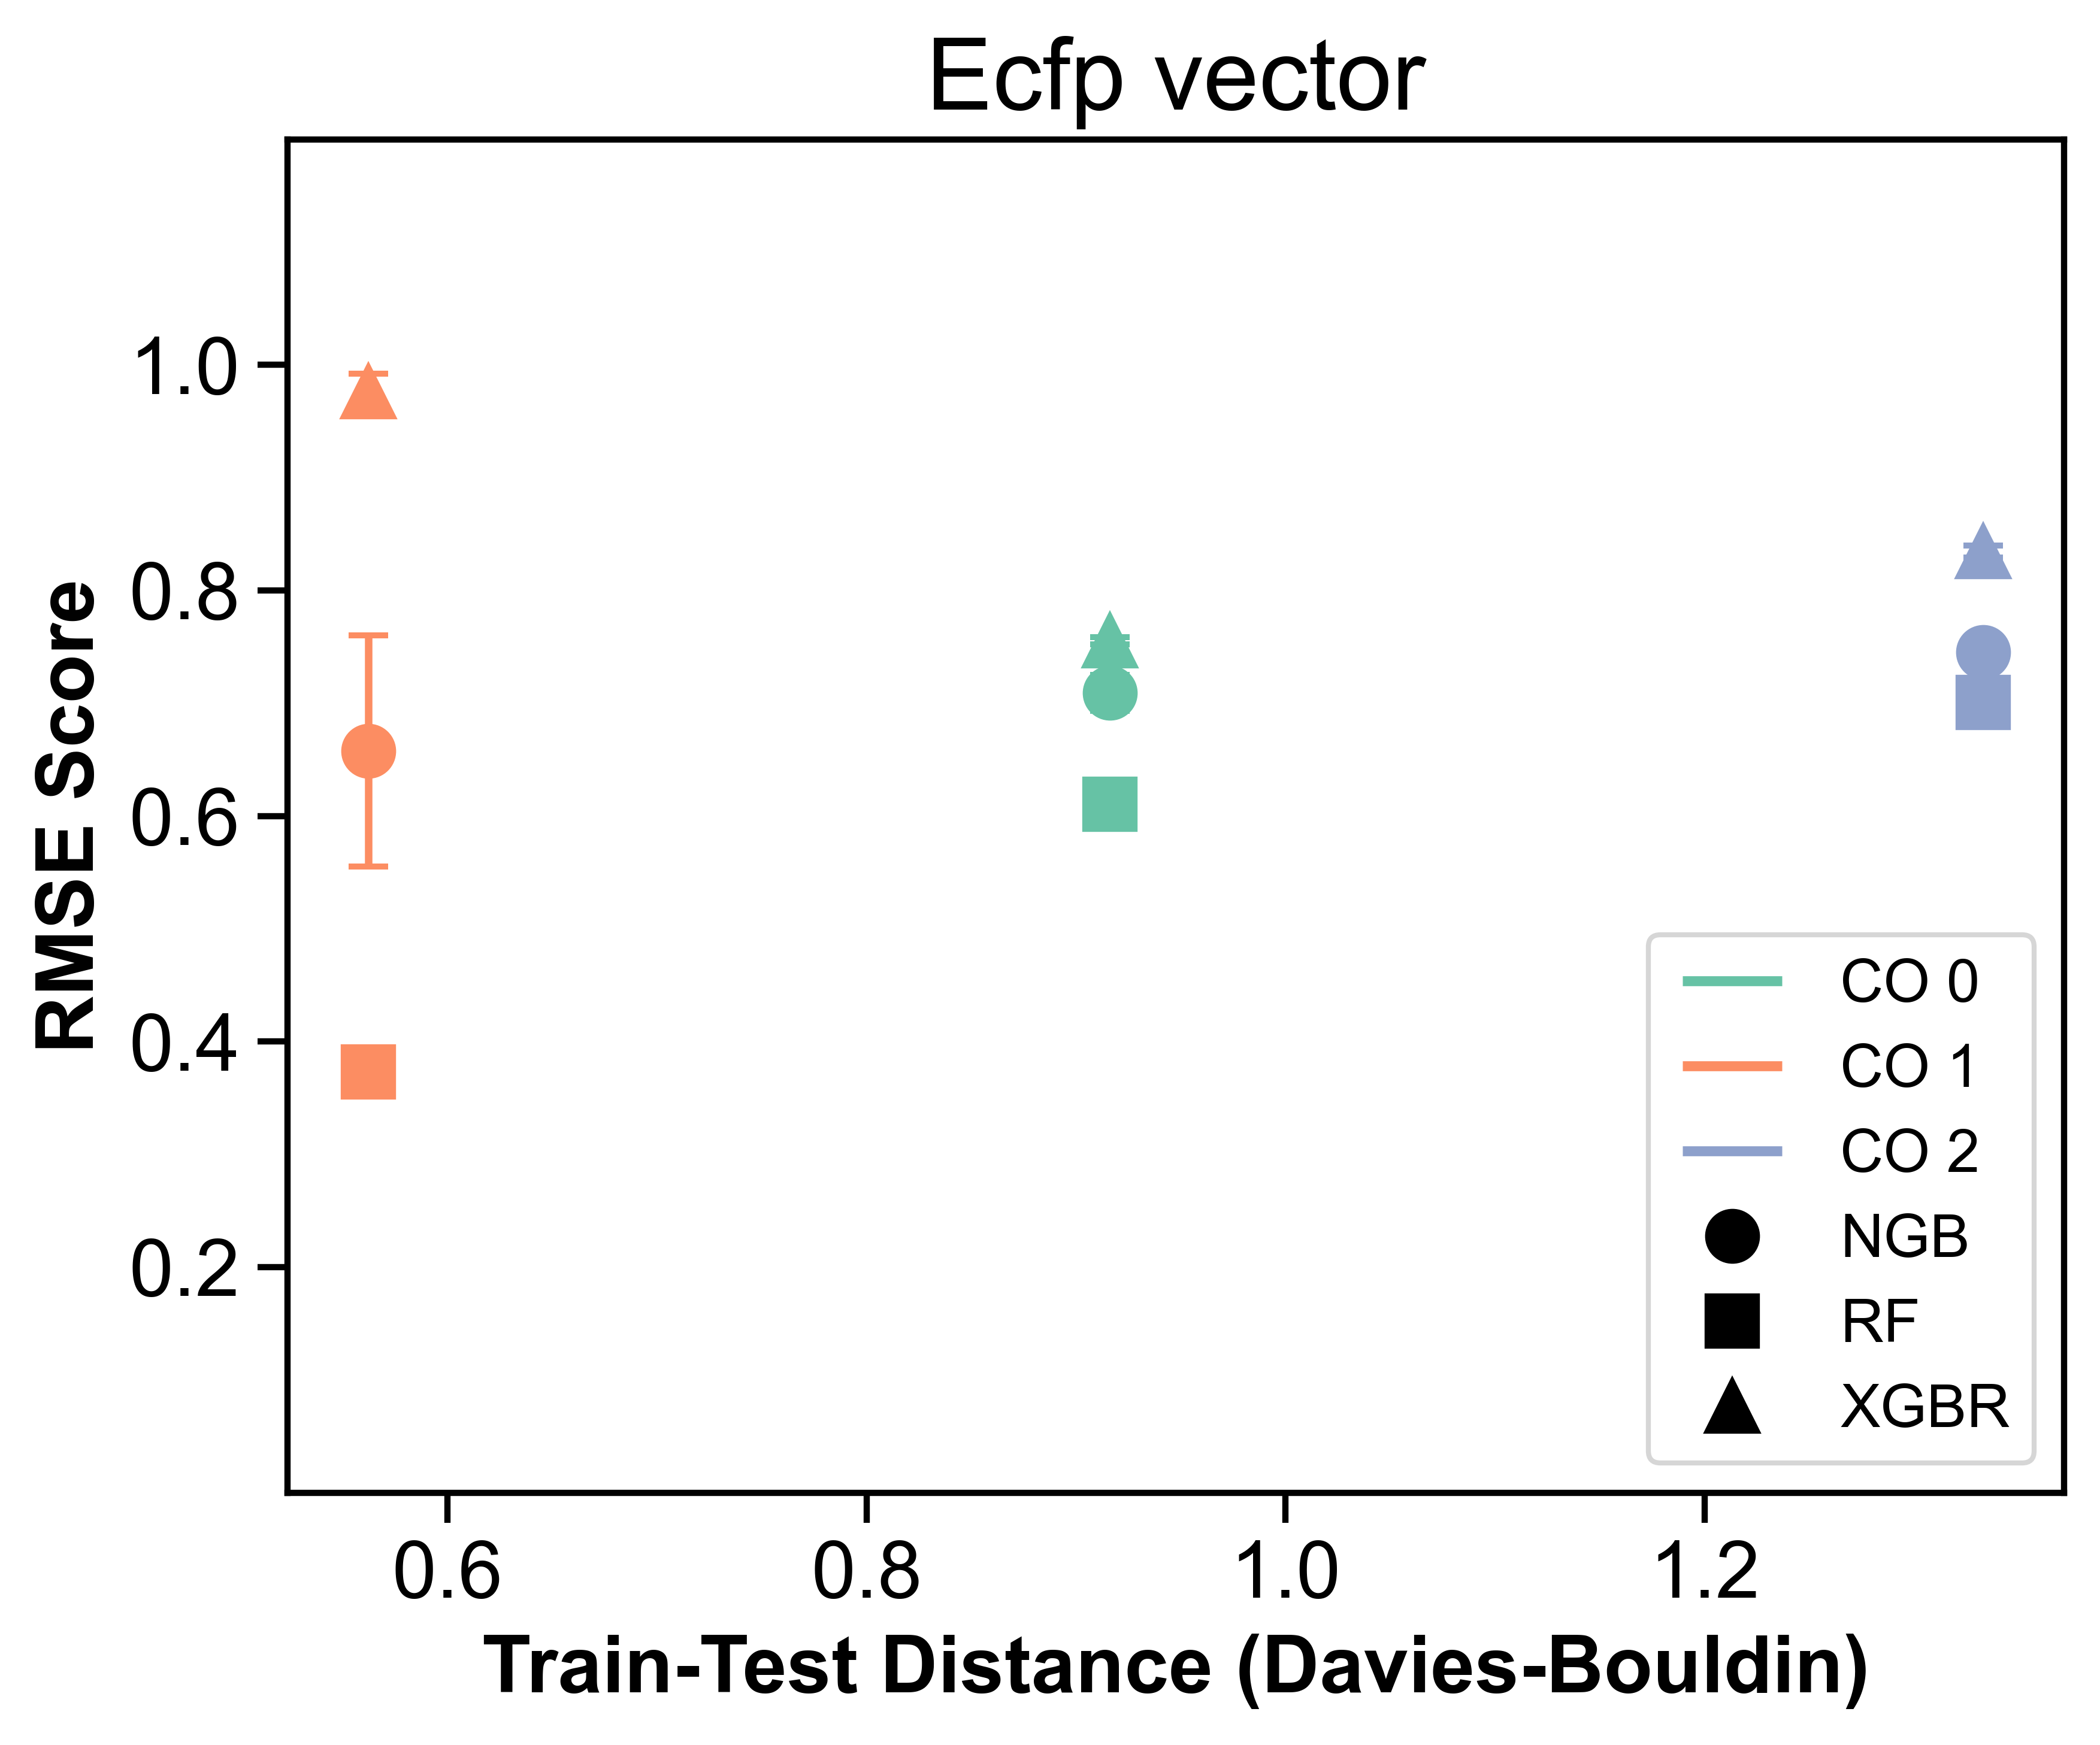 Ecfp vector
RMSE Score
1.0
0.8
0.6
0.4
0.2
CO 0
CO 1
CO 2
NGB
RF
XGBR
0.6
0.8
1.0
1.2
Train-Test Distance (Davies-Bouldin)